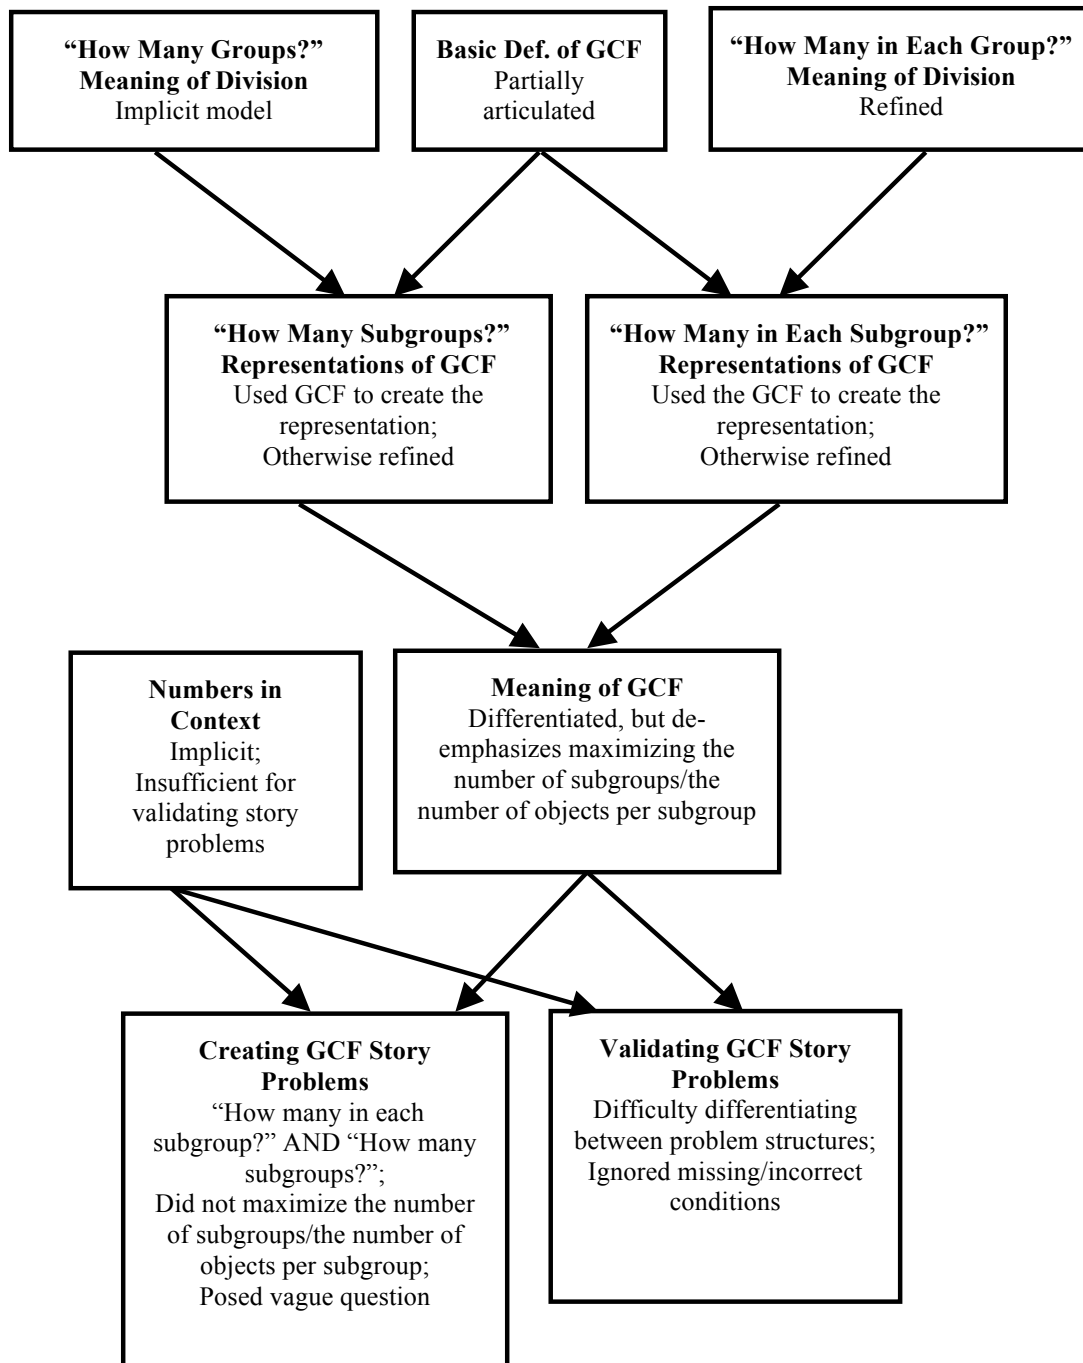 “How Many Groups?”
Meaning of Division
Implicit model
Basic Def. of GCF
Partially
articulated
“How Many in Each Group?”
Meaning of Division
Refined
“How Many Subgroups?”
Representations of GCF
Used GCF to create the
representation;
Otherwise refined
“How Many in Each Subgroup?”
Representations of GCF
Used the GCF to create the
representation;
Otherwise refined
Numbers in
Context
Implicit;
Insufficient for
validating story
problems
Meaning of GCF
Differentiated, but de-
emphasizes maximizing the
number of subgroups/the
number of objects per subgroup
Creating GCF Story
Problems
“How many in each
subgroup?” AND “How many
subgroups?”;
Did not maximize the number
of subgroups/the number of
objects per subgroup;
Posed vague question
Validating GCF Story
Problems
Difficulty differentiating
between problem structures;
Ignored missing/incorrect
conditions